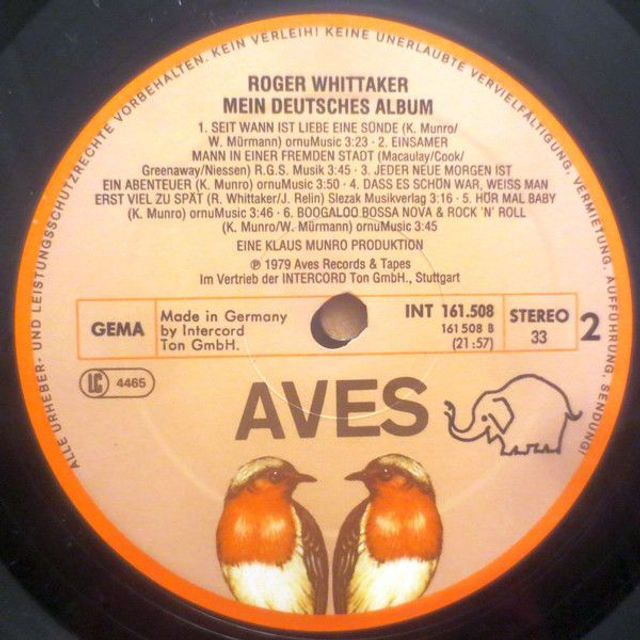 ALLE URHEBER- UND LEISTUNGSSCHUTZRECHTE VORBEHALTEN. KEIN VERLEIH! KEINE UNERLAUBTE VERVIELFÄLTIGUNG, VERMIETUNG, AUFFÜHRUNG, SENDUNG!
ROGER WHITTAKER
MEIN DEUTSCHES ALBUM
1. SEIT WANN IST LIEBE EINE SÜNDE (K. Munro/
W. Mürmann) ornuMusic 3:23 · 2. EINSAMER
MANN IN EINER FREMDEN STADT (Macaulay/Cook/
Greenaway/Niessen) R.G.S. Musik 3:45 · 3. JEDER NEUE MORGEN IST
EIN ABENTEUER (K. Munro) ornuMusic 3:50 · 4. DASS ES SCHÖN WAR, WEISS MAN
ERST VIEL ZU SPÄT (R. Whittaker/J. Relin) Slezak Musikverlag 3:16 · 5. HÖR MAL BABY
(K. Munro) ornuMusic 3:46 · 6. BOOGALOO BOSSA NOVA & ROCK 'N' ROLL
(K. Munro/W. Mürmann) ornuMusic 3:45
EINE KLAUS MUNRO PRODUKTION
℗ 1979 Aves Records & Tapes
Im Vertrieb der INTERCORD Ton GmbH., Stuttgart
GEMA
Made in Germany
by Intercord
Ton GmbH.
INT 161.508
161 508 B
(21:57)
STEREO
33
2
LC 4465
AVES